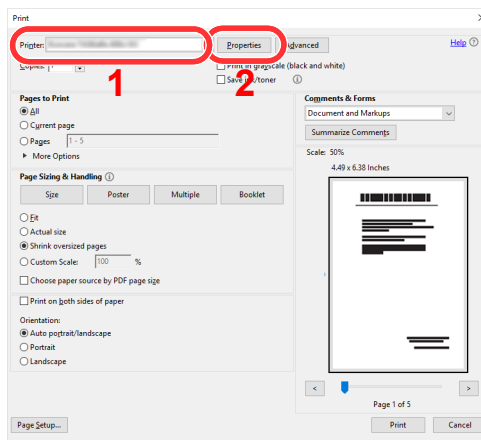 Print
Printer: Properties Advanced Help
Copies: 1 Print in grayscale (black and white)
1 2
Save ink/toner
Pages to Print
All
Current page
Pages 1 - 5
More Options
Page Sizing & Handling
Size Poster Multiple Booklet
Fit
Actual size
Shrink oversized pages
Custom Scale: 100 %
Choose paper source by PDF page size
Print on both sides of paper
Orientation:
Auto portrait/landscape
Portrait
Landscape
Comments & Forms
Document and Markups
Summarize Comments
Scale: 50%
4.49 x 6.38 Inches
< >
Page 1 of 5
Page Setup... Print Cancel